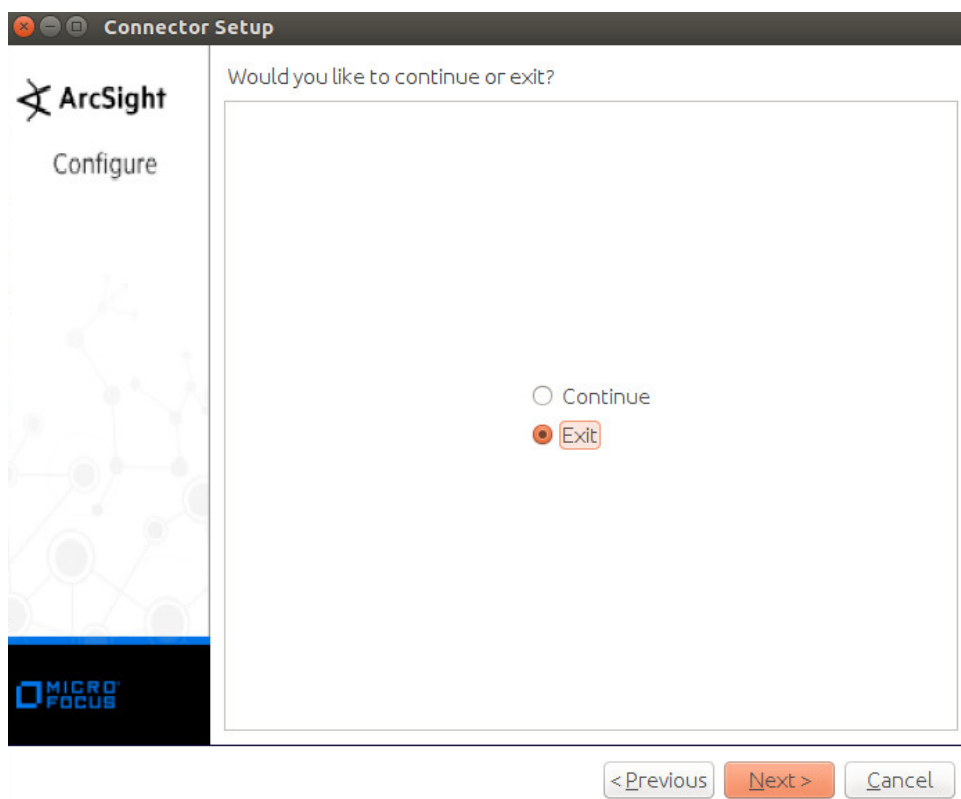 Connector Setup
ArcSight
Configure
Would you like to continue or exit?
Continue
Exit
MICRO
FOCUS
< Previous
Next >
Cancel